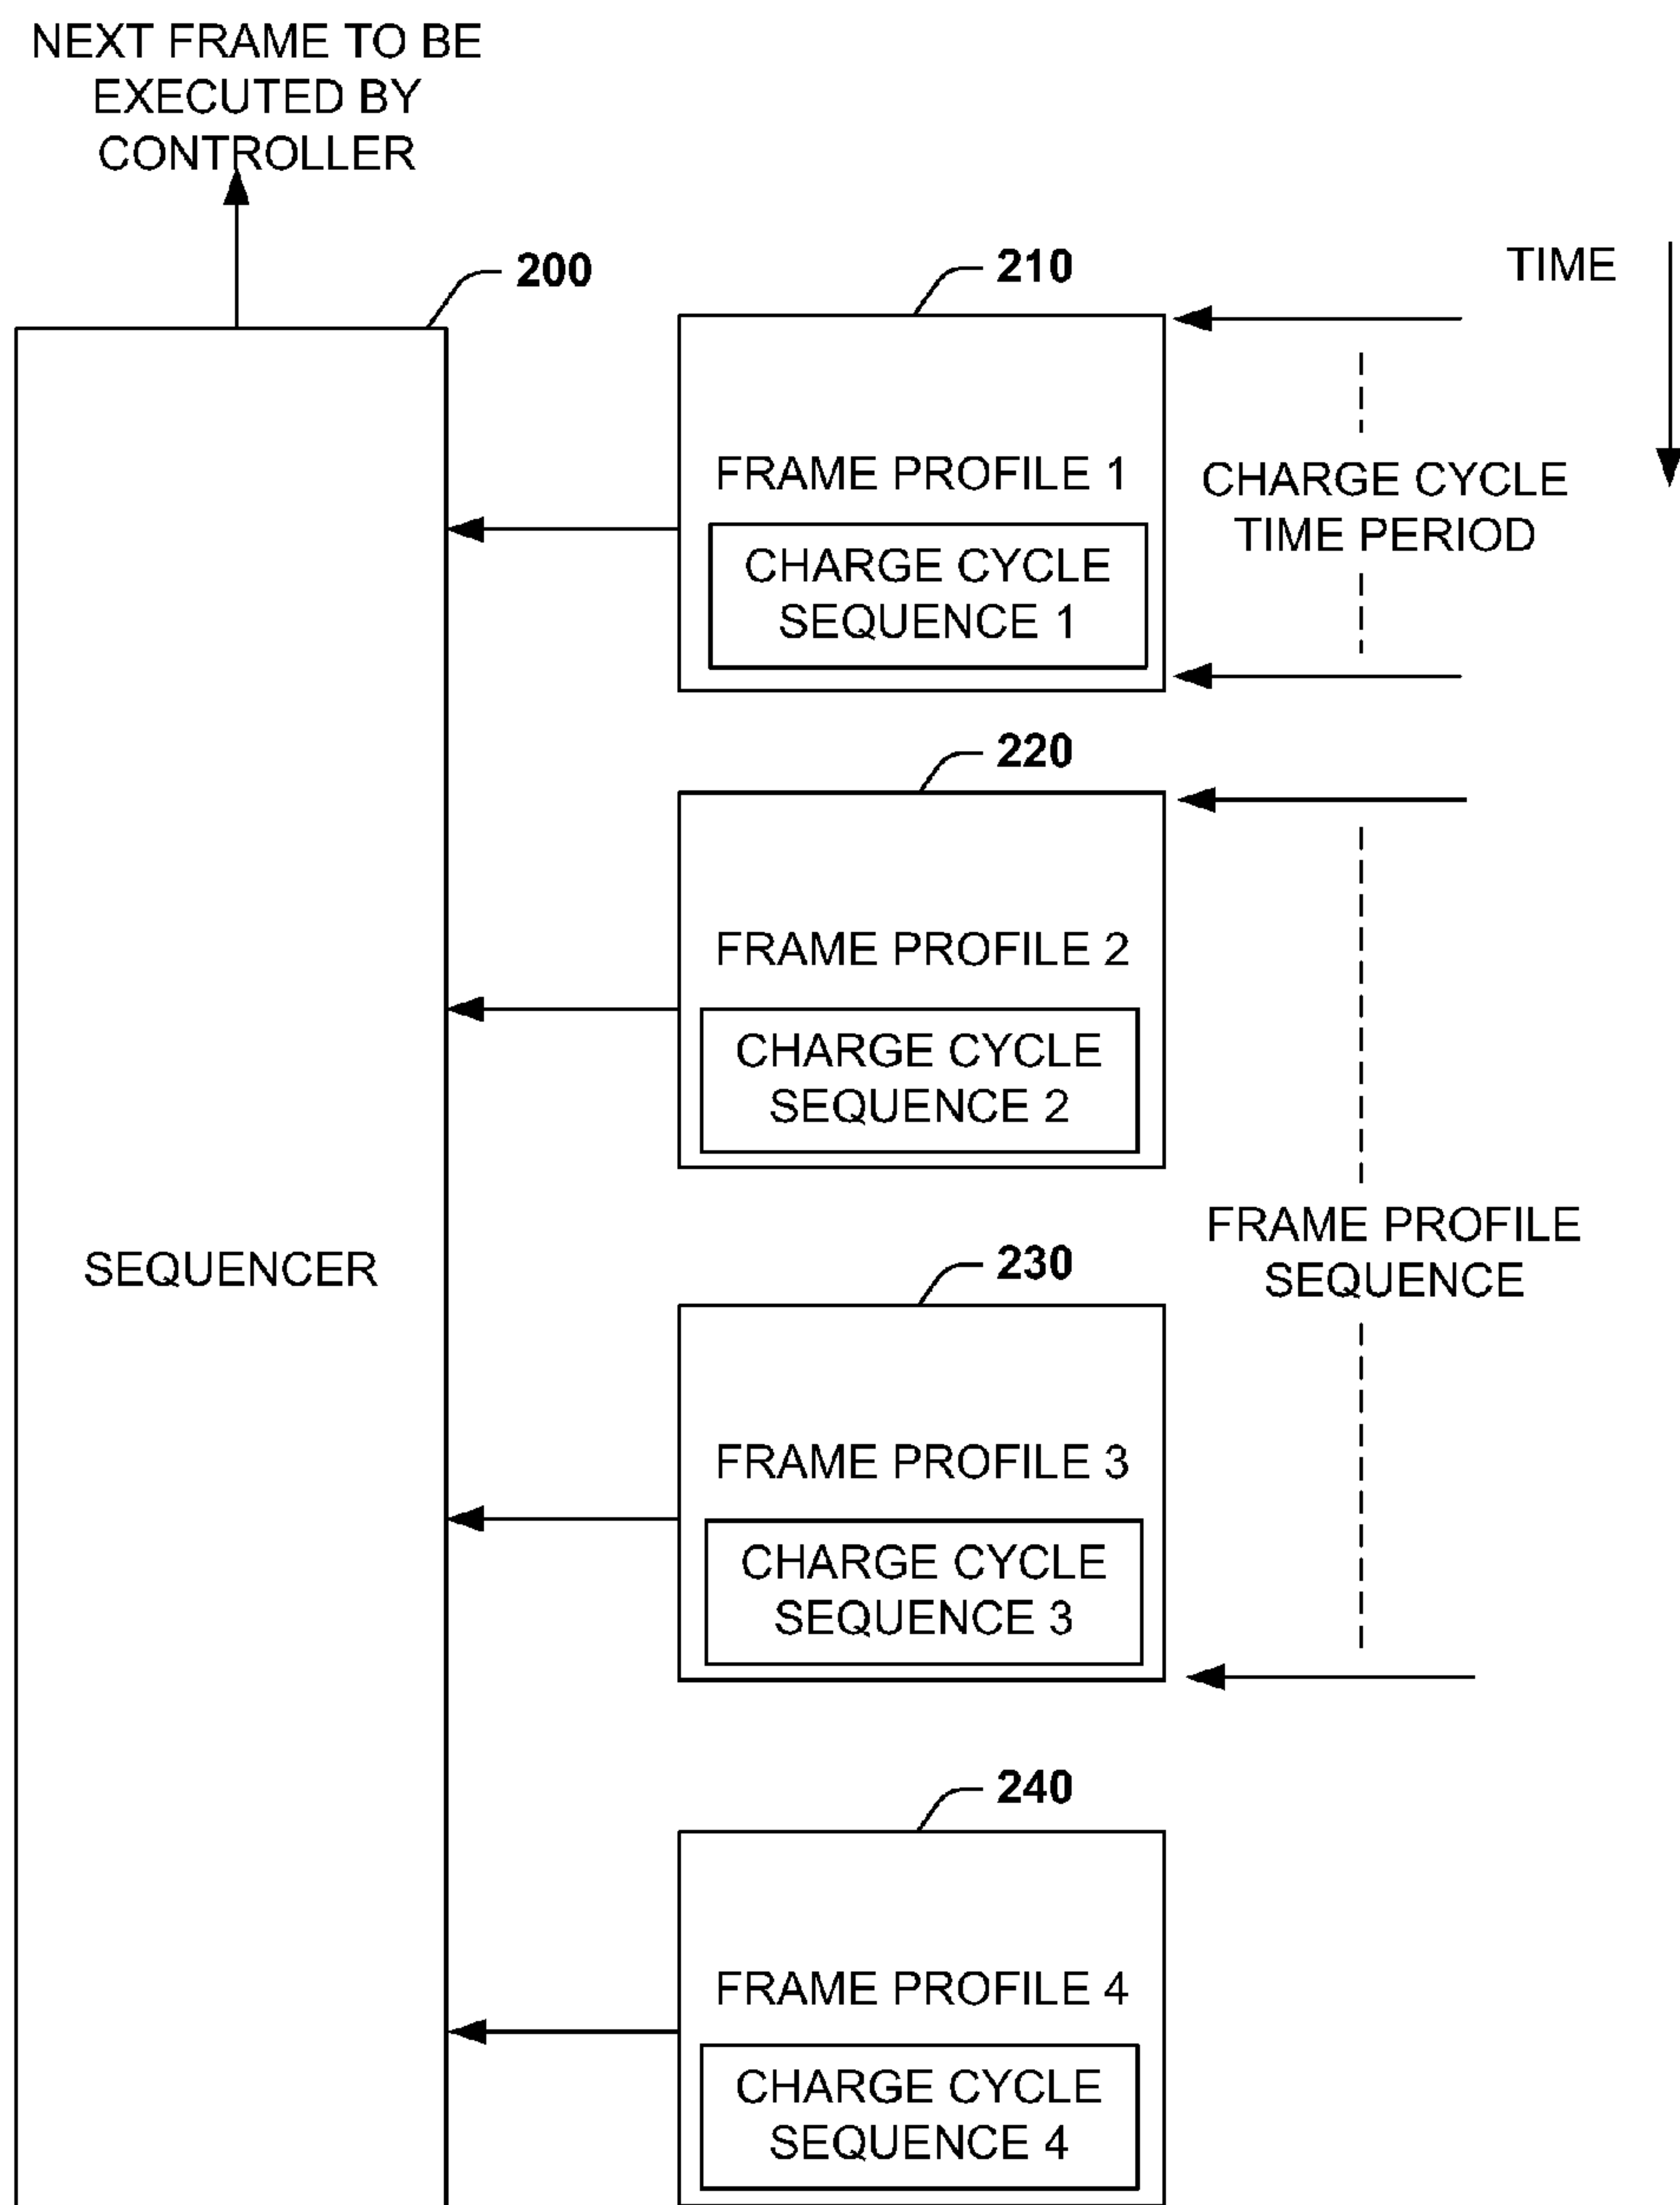 NEXT FRAME TO BE
EXECUTED BY
CONTROLLER
200
210
TIME
FRAME PROFILE 1
CHARGE CYCLE
SEQUENCE 1
CHARGE CYCLE
TIME PERIOD
220
FRAME PROFILE 2
CHARGE CYCLE
SEQUENCE 2
SEQUENCER
FRAME PROFILE
SEQUENCE
230
FRAME PROFILE 3
CHARGE CYCLE
SEQUENCE 3
240
FRAME PROFILE 4
CHARGE CYCLE
SEQUENCE 4